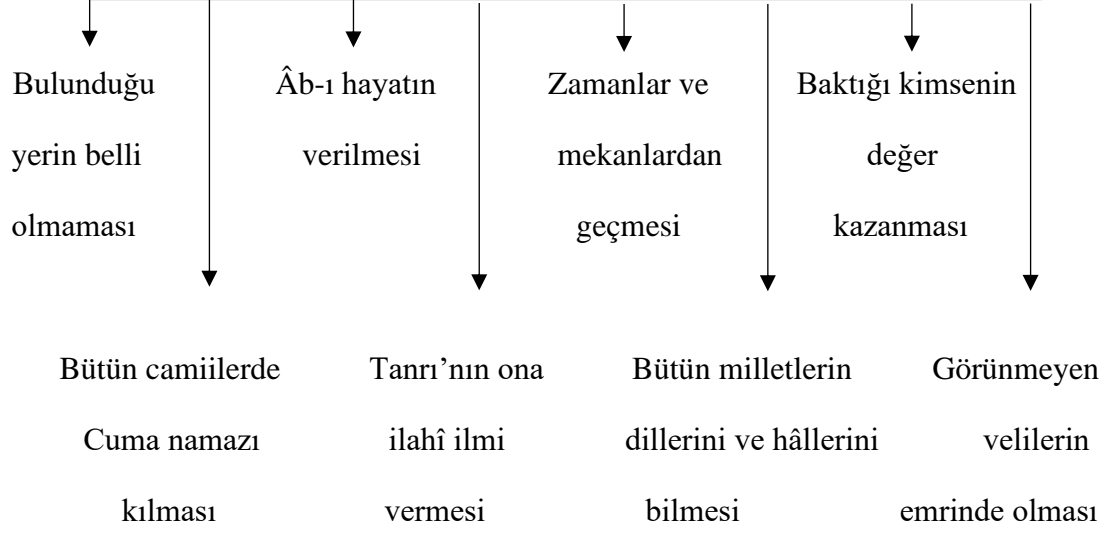 Bulunduğu
yerin belli
olmaması
Âb-ı hayatın
verilmesi
Zamanlar ve
mekanlardan
geçmesi
Baktığı kimsenin
değer
kazanması
Bütün camiilerde
Cuma namazı
kılması
Tanrı’nın ona
ilahî ilmi
vermesi
Bütün milletlerin
dillerini ve hâllerini
bilmesi
Görünmeyen
velilerin
emrinde olması